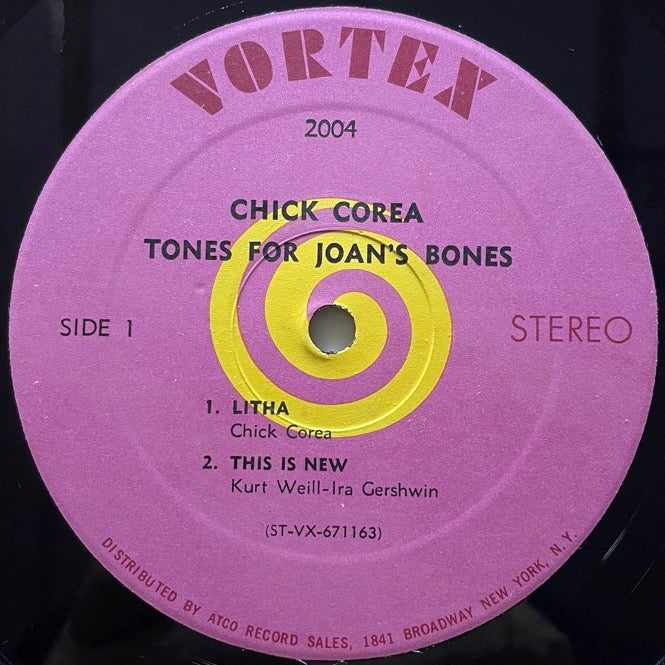 VORTEX
2004
CHICK COREA
TONES FOR JOAN'S BONES
SIDE 1
STEREO
1. LITHA
Chick Corea
2. THIS IS NEW
Kurt Weill-Ira Gershwin
(ST-VX-671163)
DISTRIBUTED BY ATCO RECORD SALES, 1841 BROADWAY NEW YORK, N.Y.